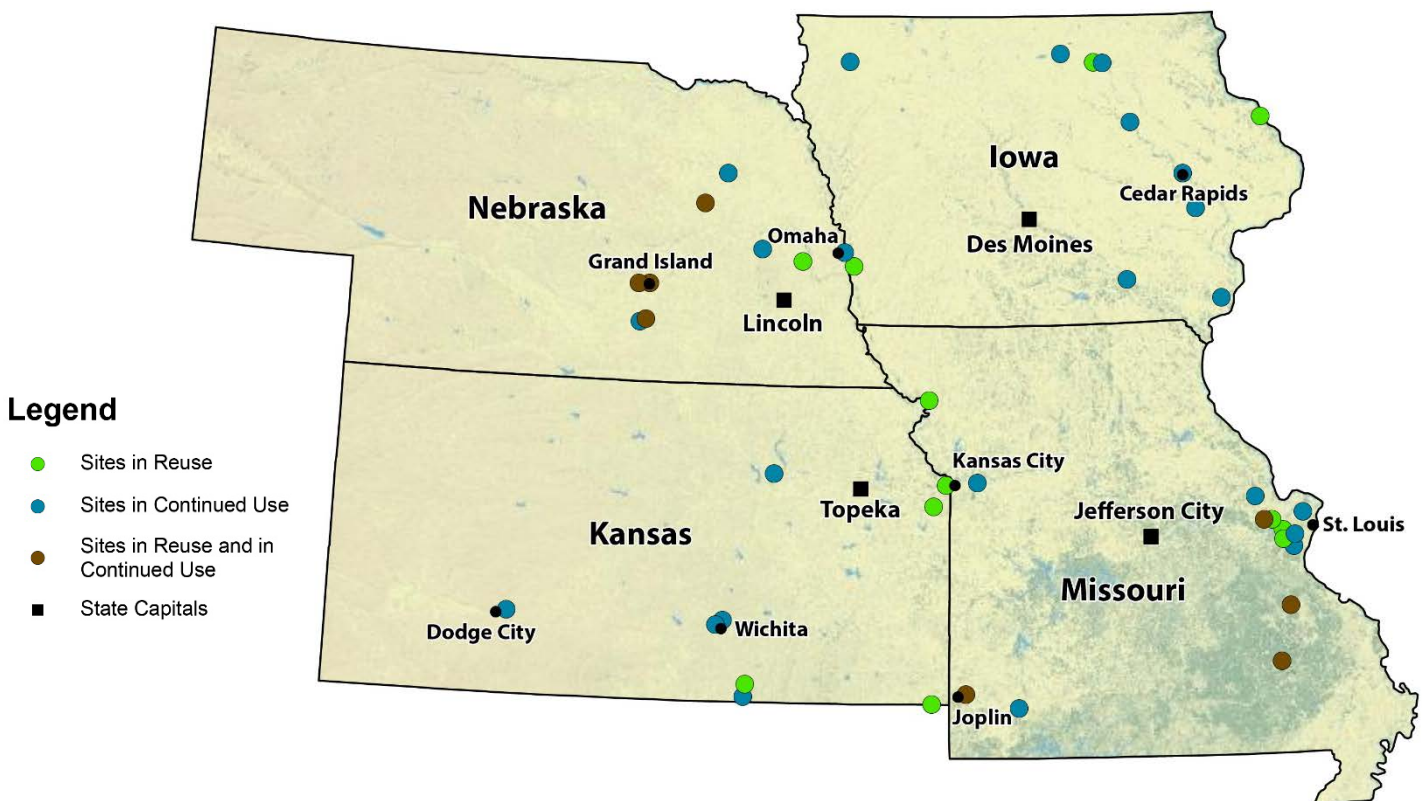 Iowa
Cedar Rapids
Des Moines
Nebraska
Omaha
Grand Island
Lincoln
Legend
Sites in Reuse
Sites in Continued Use
Sites in Reuse and in
Continued Use
State Capitals
Kansas City
Topeka
Kansas
Jefferson City
St. Louis
Missouri
Dodge City
Wichita
Joplin